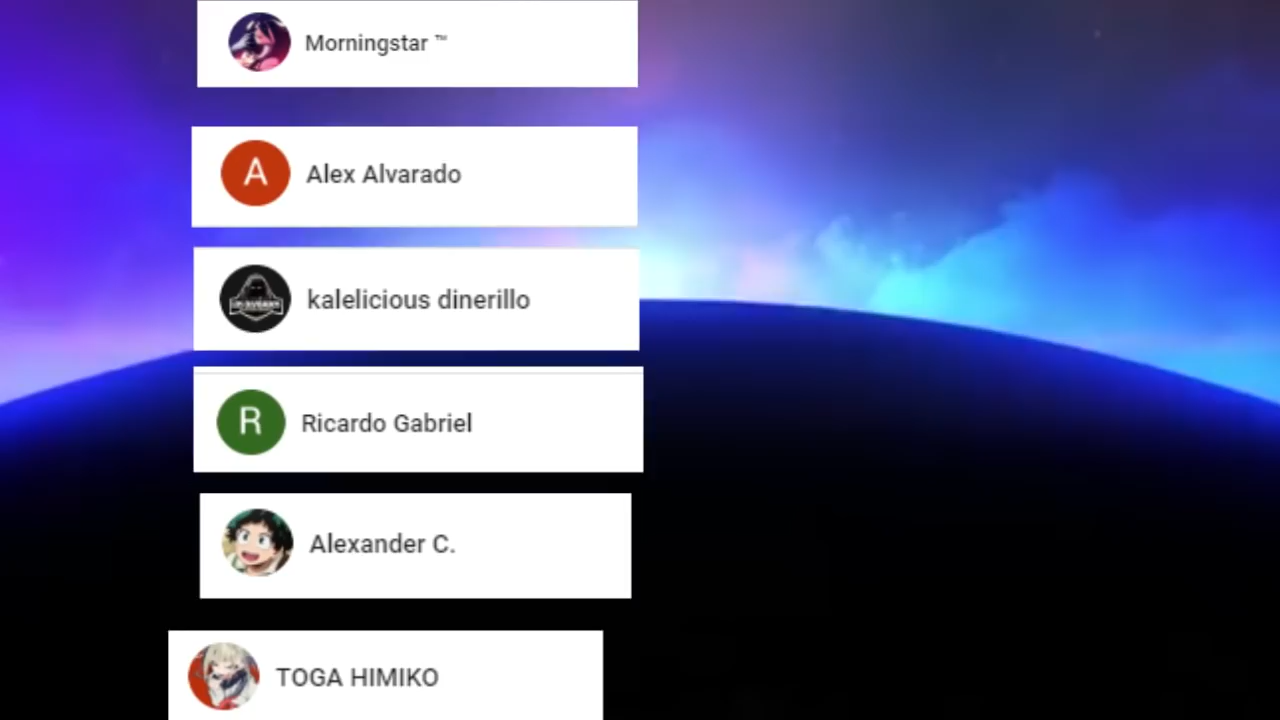 Morningstar ™
A
Alex Alvarado
kalelicious dinerillo
R
Ricardo Gabriel
Alexander C.
TOGA HIMIKO